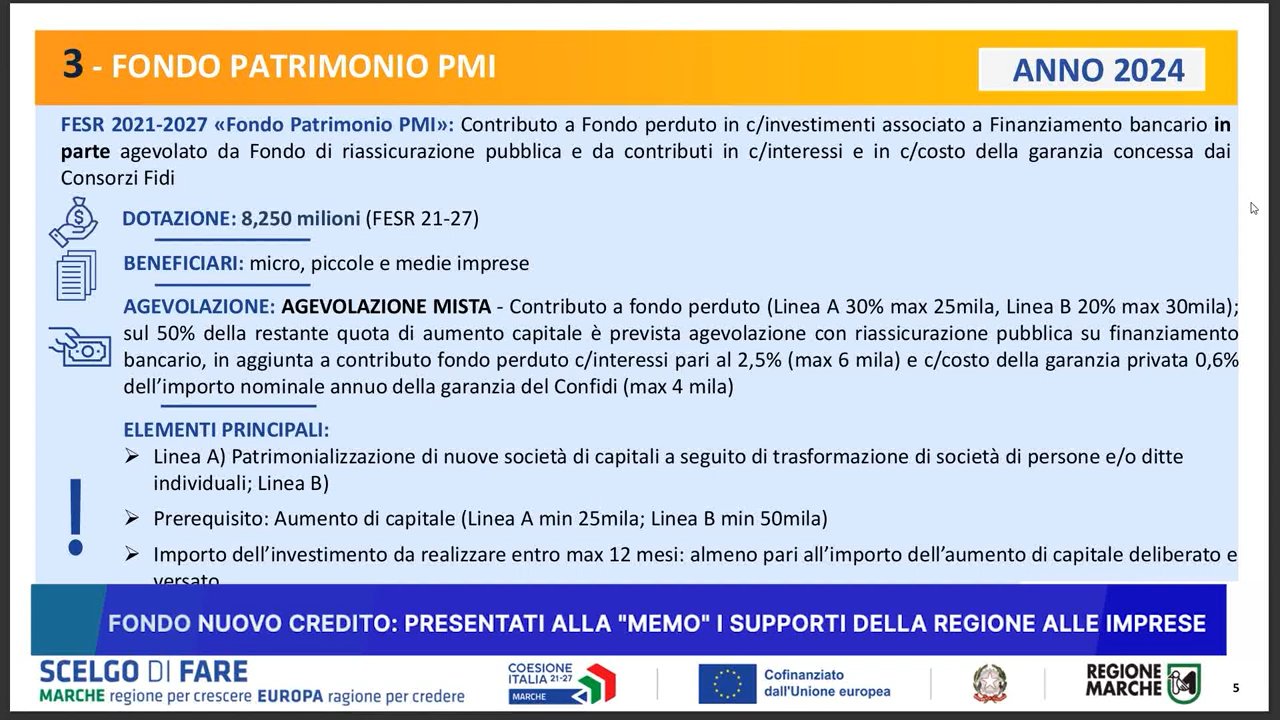 3 - FONDO PATRIMONIO PMI
ANNO 2024
FESR 2021-2027 «Fondo Patrimonio PMI»: Contributo a Fondo perduto in c/investimenti associato a Finanziamento bancario in
parte agevolato da Fondo di riassicurazione pubblica e da contributi in c/interessi e in c/costo della garanzia concessa dai
Consorzi Fidi
DOTAZIONE: 8,250 milioni (FESR 21-27)
BENEFICIARI: micro, piccole e medie imprese
AGEVOLAZIONE: AGEVOLAZIONE MISTA - Contributo a fondo perduto (Linea A 30% max 25mila, Linea B 20% max 30mila);
sul 50% della restante quota di aumento capitale è prevista agevolazione con riassicurazione pubblica su finanziamento
bancario, in aggiunta a contributo fondo perduto c/interessi pari al 2,5% (max 6 mila) e c/costo della garanzia privata 0,6%
dell'importo nominale annuo della garanzia del Confidi (max 4 mila)
ELEMENTI PRINCIPALI:
➢ Linea A) Patrimonializzazione di nuove società di capitali a seguito di trasformazione di società di persone e/o ditte
individuali; Linea B)
➢ Prerequisito: Aumento di capitale (Linea A min 25mila; Linea B min 50mila)
➢ Importo dell'investimento da realizzare entro max 12 mesi: almeno pari all'importo dell'aumento di capitale deliberato e
versato
FONDO NUOVO CREDITO: PRESENTATI ALLA "MEMO" I SUPPORTI DELLA REGIONE ALLE IMPRESE
SCELGO DI FARE
MARCHE regione per crescere EUROPA ragione per credere
COESIONE
ITALIA 21-27
MARCHE
Cofinanziato
dall'Unione europea
REGIONE
MARCHE
5